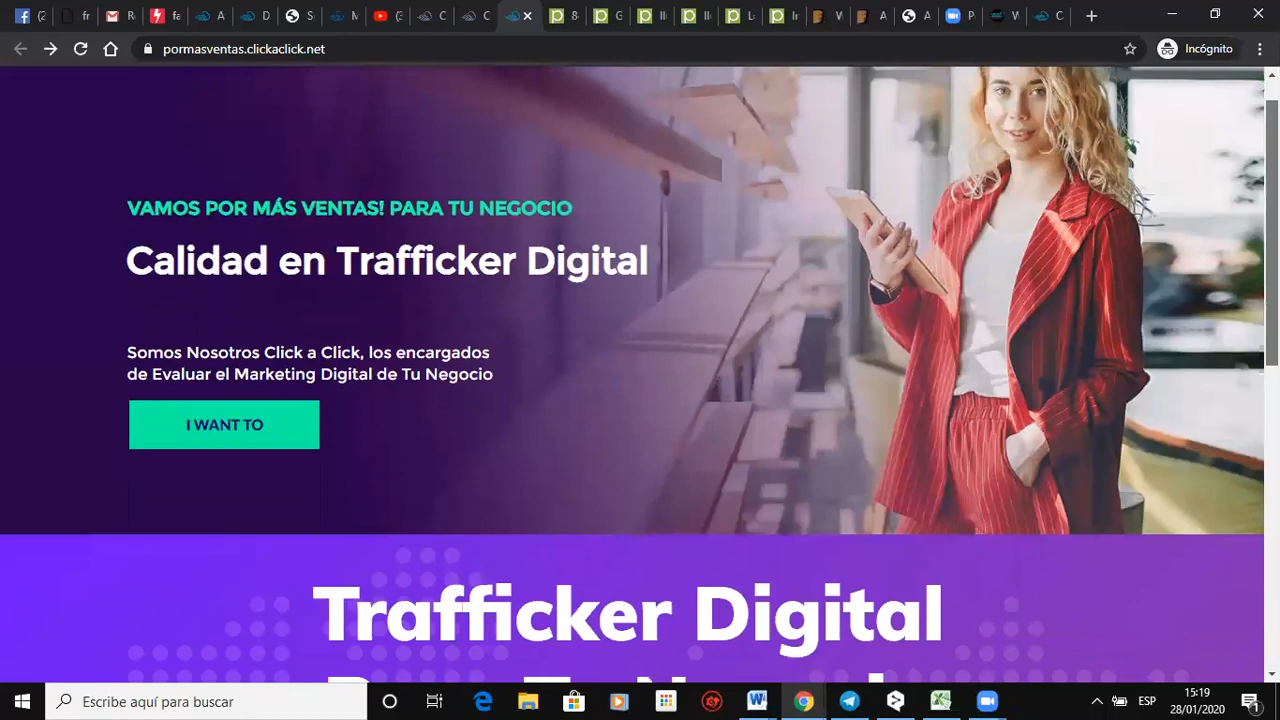 pormasventas.clickaclick.net
Incógnito
VAMOS POR MÁS VENTAS! PARA TU NEGOCIO
Calidad en Trafficker Digital
Somos Nosotros Click a Click, los encargados
de Evaluar el Marketing Digital de Tu Negocio
I WANT TO
Trafficker Digital
Escribe aquí para buscar
ESP
15:19
28/01/2020